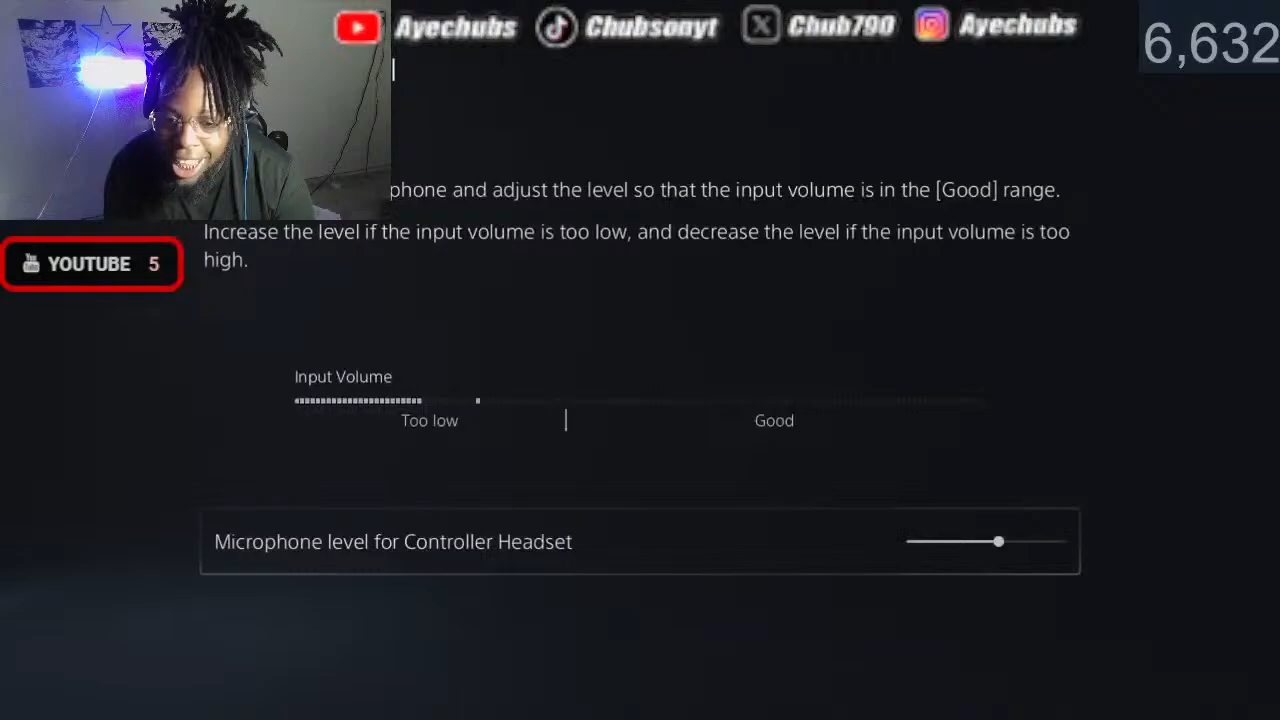 Ayechubs Chubsonyt Chub790 Ayechubs
6,632
phone and adjust the level so that the input volume is in the [Good] range.
Increase the level if the input volume is too low, and decrease the level if the input volume is too
high.
YOUTUBE 5
Input Volume
Too low Good
Microphone level for Controller Headset